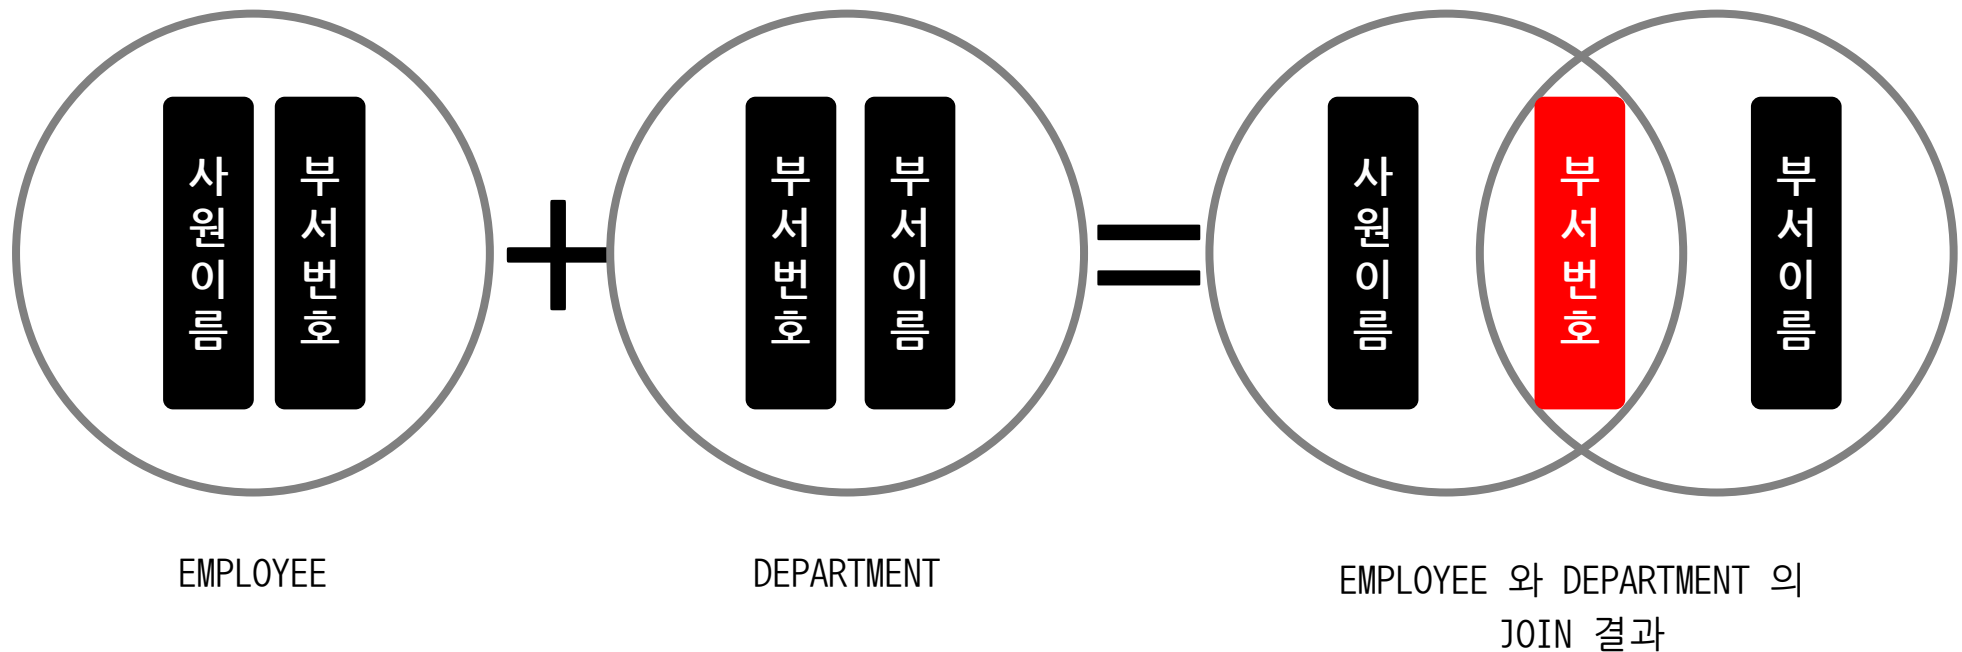 사원이름
부서번호
부서번호
부서이름
사원이름
부서번호
부서이름
EMPLOYEE
DEPARTMENT
EMPLOYEE 와 DEPARTMENT 의
JOIN 결과